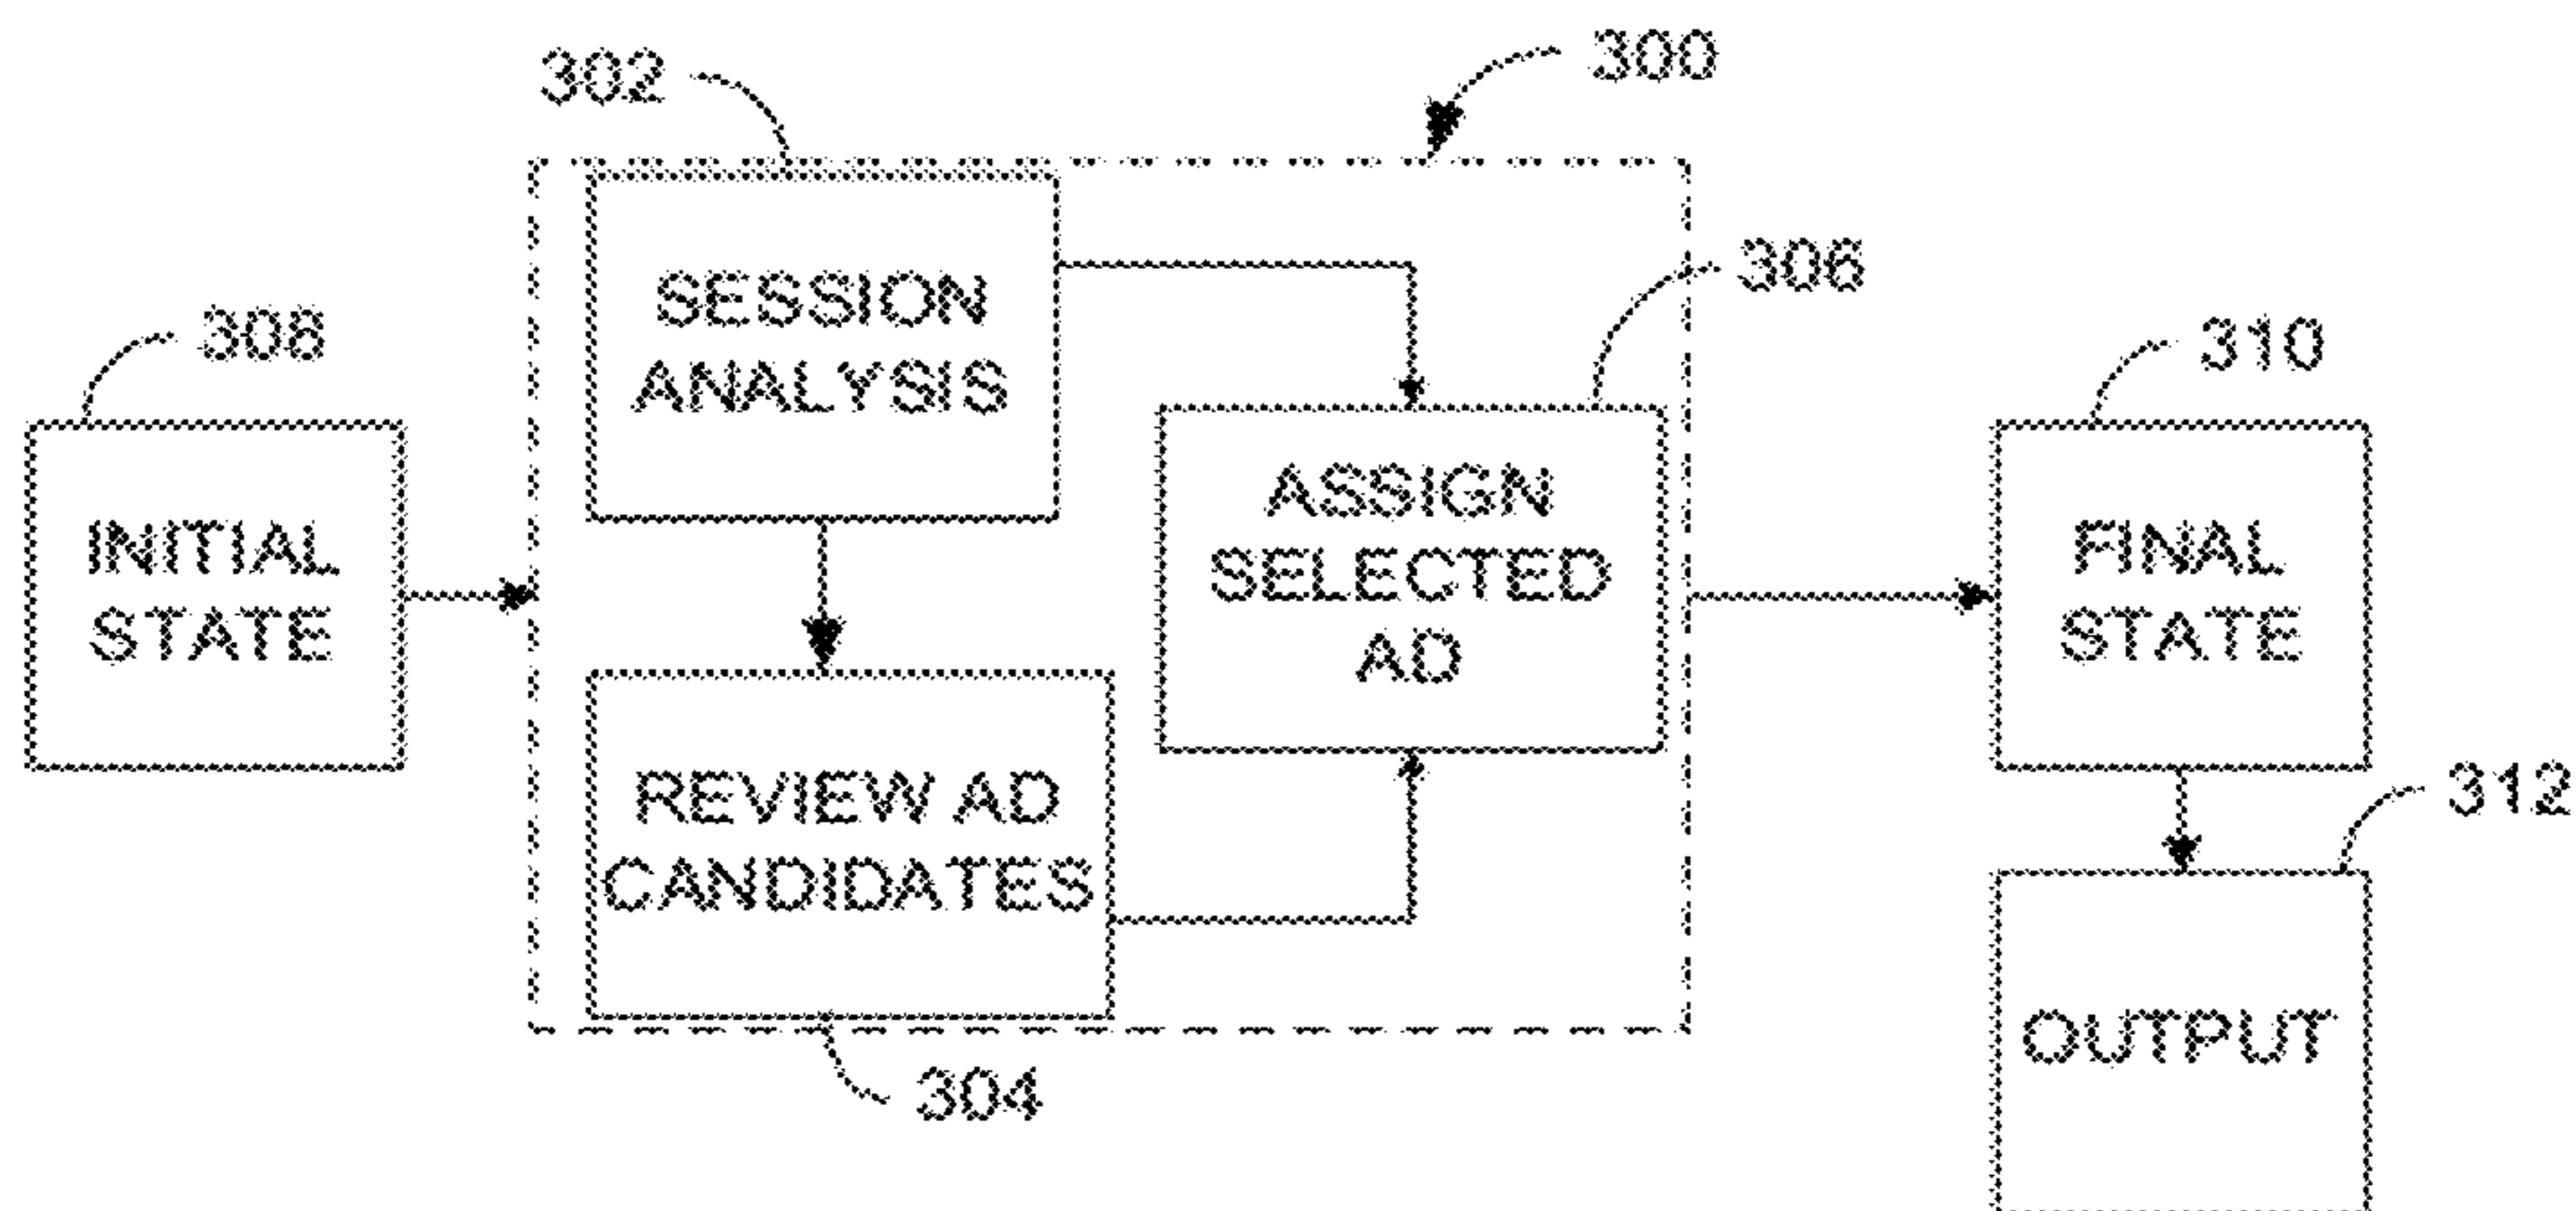 302
300
306
308
310
SESSION
ANALYSIS
INITIAL
STATE
ASSIGN
SELECTED
AD
FINAL
STATE
REVIEW AD
CANDIDATES
312
OUTPUT
304